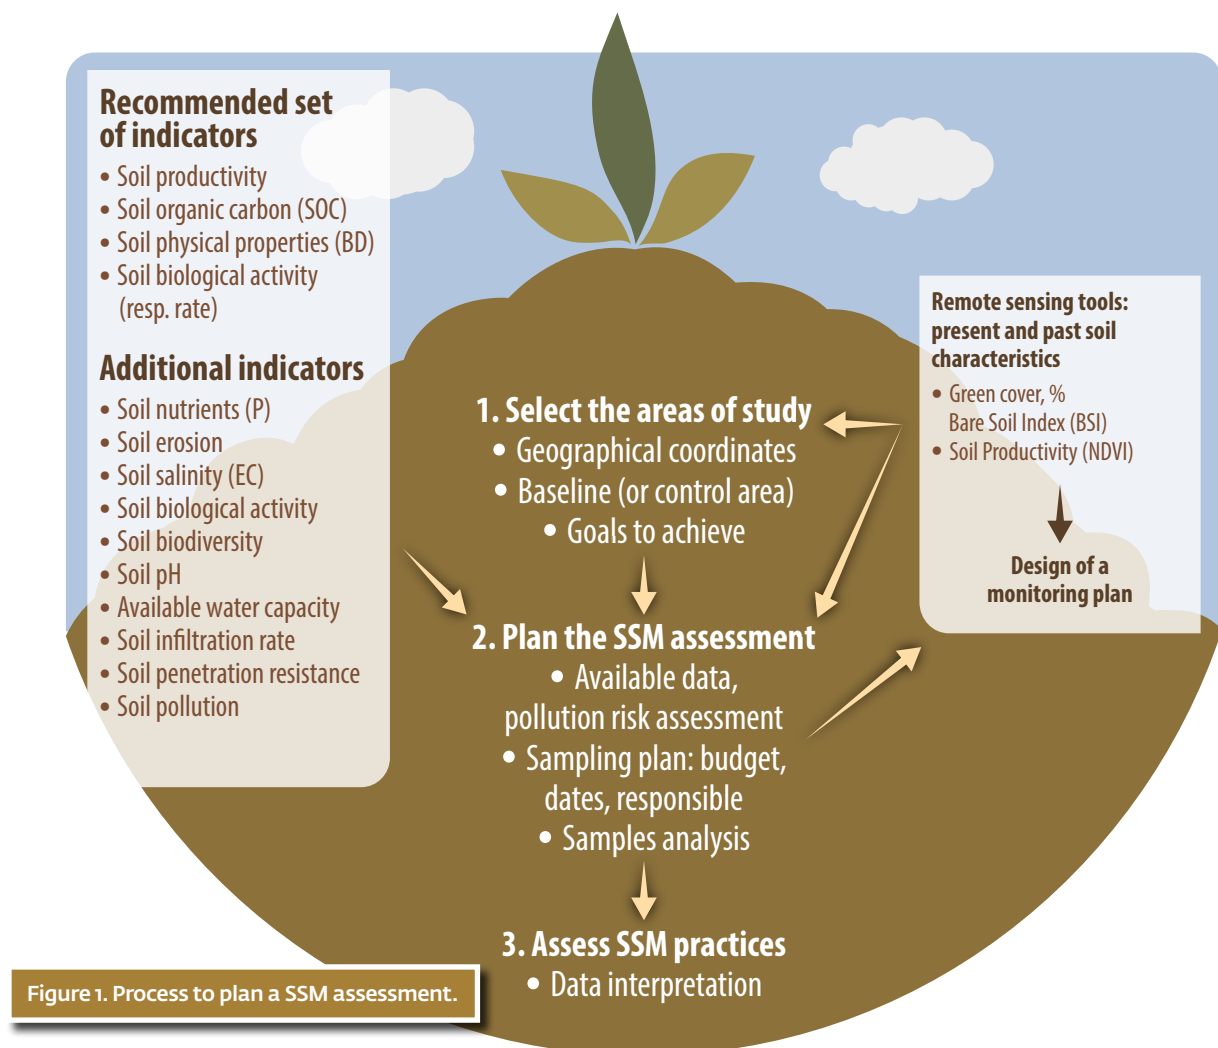 Recommended set
of indicators
• Soil productivity
• Soil organic carbon (SOC)
• Soil physical properties (BD)
• Soil biological activity
(resp. rate)
Additional indicators
• Soil nutrients (P)
• Soil erosion
• Soil salinity (EC)
• Soil biological activity
• Soil biodiversity
• Soil pH
• Available water capacity
• Soil infiltration rate
• Soil penetration resistance
• Soil pollution
1. Select the areas of study
• Geographical coordinates
• Baseline (or control area)
• Goals to achieve
2. Plan the SSM assessment
• Available data,
pollution risk assessment
• Sampling plan: budget,
dates, responsible
• Samples analysis
3. Assess SSM practices
• Data interpretation
Remote sensing tools:
present and past soil
characteristics
• Green cover, %
Bare Soil Index (BSI)
• Soil Productivity (NDVI)
Design of a
monitoring plan
Figure 1. Process to plan a SSM assessment.